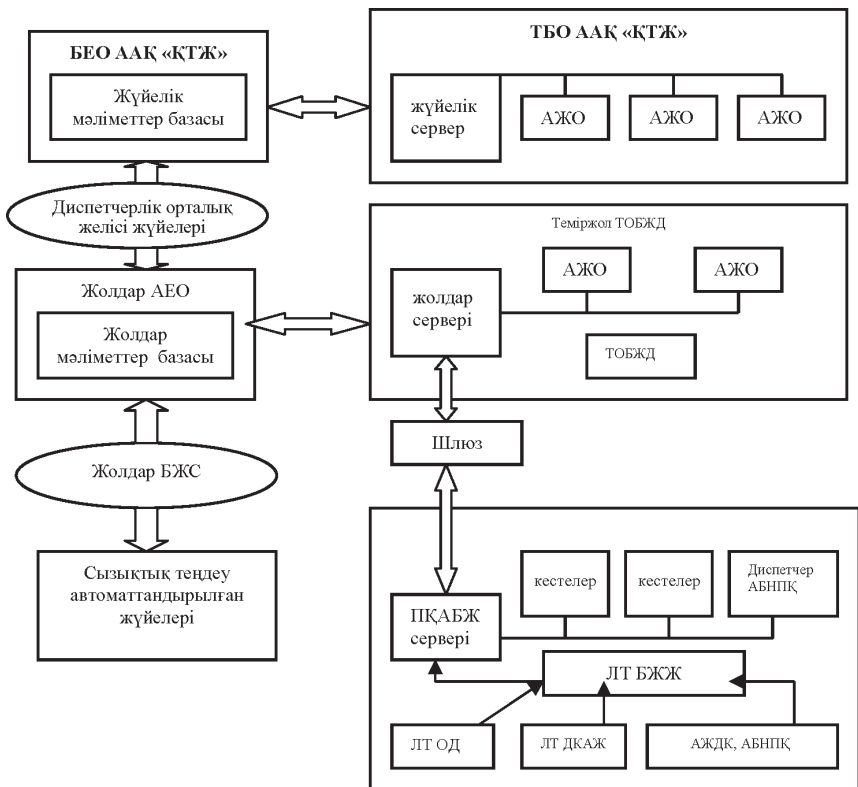 БЕО ААҚ «ҚТЖ»
Жүйелік
мәліметтер базасы
ТБО ААҚ «ҚТЖ»
жүйелік
сервер
АЖО
АЖО
АЖО
Диспетчерлік орталық
желісі жүйелері
Жолдар АЕО
Жолдар
мәліметтер базасы
Теміржол ТОБЖД
жолдар
сервері
АЖО
АЖО
ТОБЖД
Шлюз
Жолдар БЖС
Сызықтық теңдеу
автоматтандырылған
жүйелері
ПҚАБЖ
сервері
кестелер
кестелер
Диспетчер
АБНПҚ
ЛТ БЖЖ
ЛТ ОД
ЛТ ДКАЖ
АЖДК, АБНПҚ